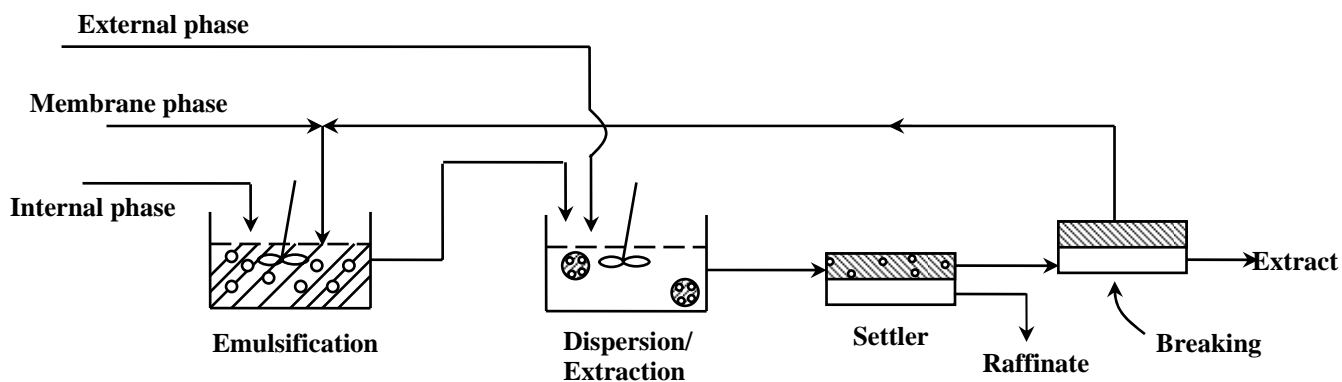 External phase
Membrane phase
Internal phase
Extract
Emulsification
Dispersion/
Extraction
Settler
Raffinate
Breaking